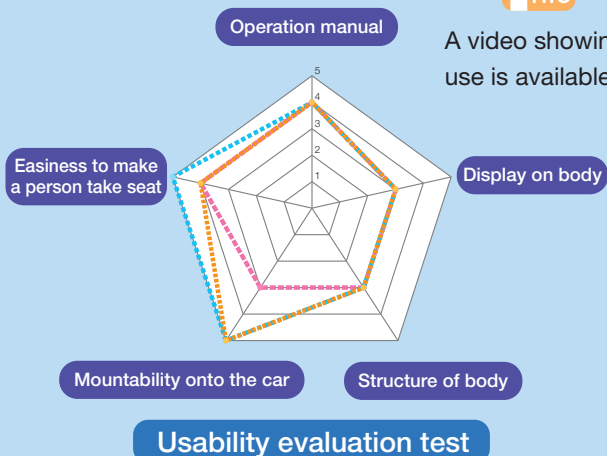 Operation manual
A video showin
use is available
5
4
3
2
1
Easiness to make
a person take seat
Display on body
Mountability onto the car
Structure of body
Usability evaluation test